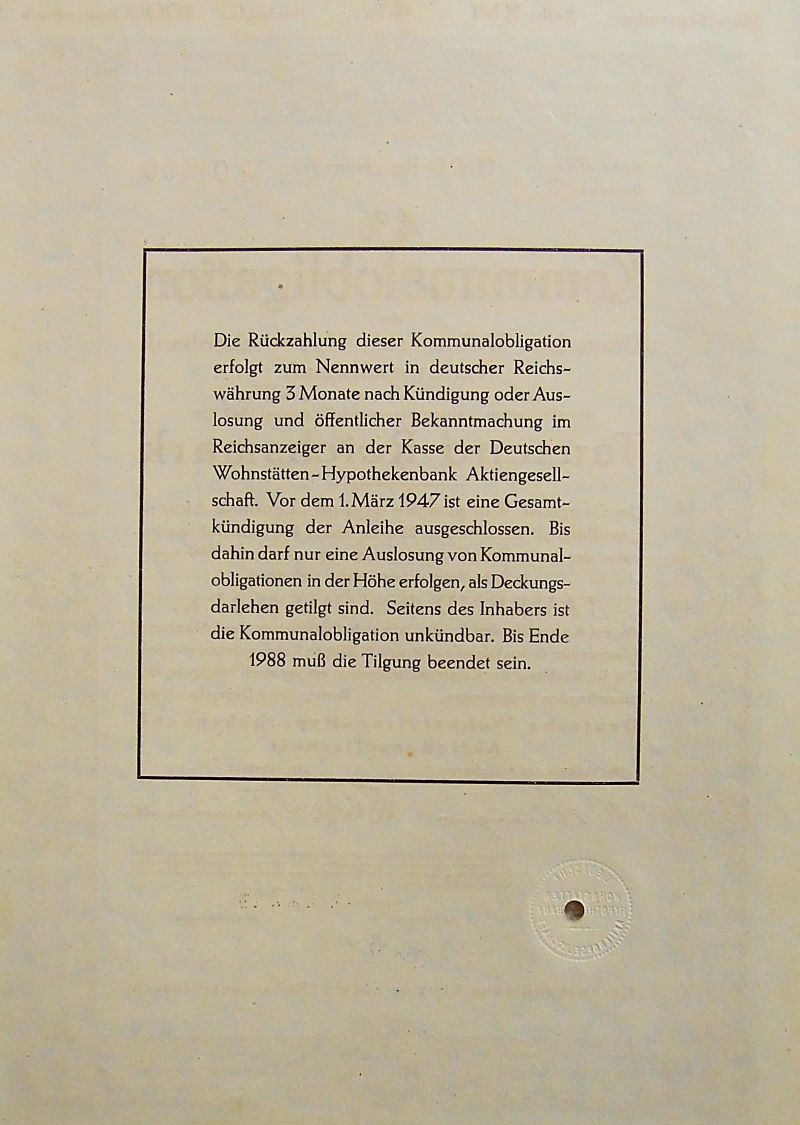 Die Rückzahlung dieser Kommunalobligation
erfolgt zum Nennwert in deutscher Reichs-
währung 3 Monate nach Kündigung oder Aus-
losung und öffentlicher Bekanntmachung im
Reichsanzeiger an der Kasse der Deutschen
Wohnstätten-Hypothekenbank Aktiengesell-
schaft. Vor dem 1. März 1947 ist eine Gesamt-
kündigung der Anleihe ausgeschlossen. Bis
dahin darf nur eine Auslosung von Kommunal-
obligationen in der Höhe erfolgen, als Deckungs-
darlehen getilgt sind. Seitens des Inhabers ist
die Kommunalobligation unkündbar. Bis Ende
1988 muß die Tilgung beendet sein.